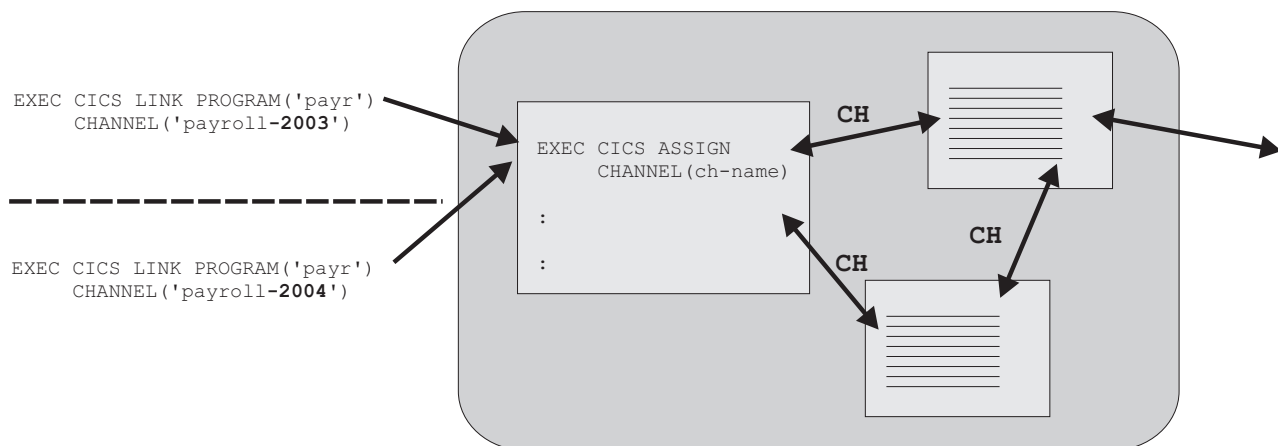 EXEC CICS LINK PROGRAM('payr')
CHANNEL('payroll-2003')
EXEC CICS LINK PROGRAM('payr')
CHANNEL('payroll-2004')
EXEC CICS ASSIGN
CHANNEL(ch-name)
:
:
CH
CH
CH